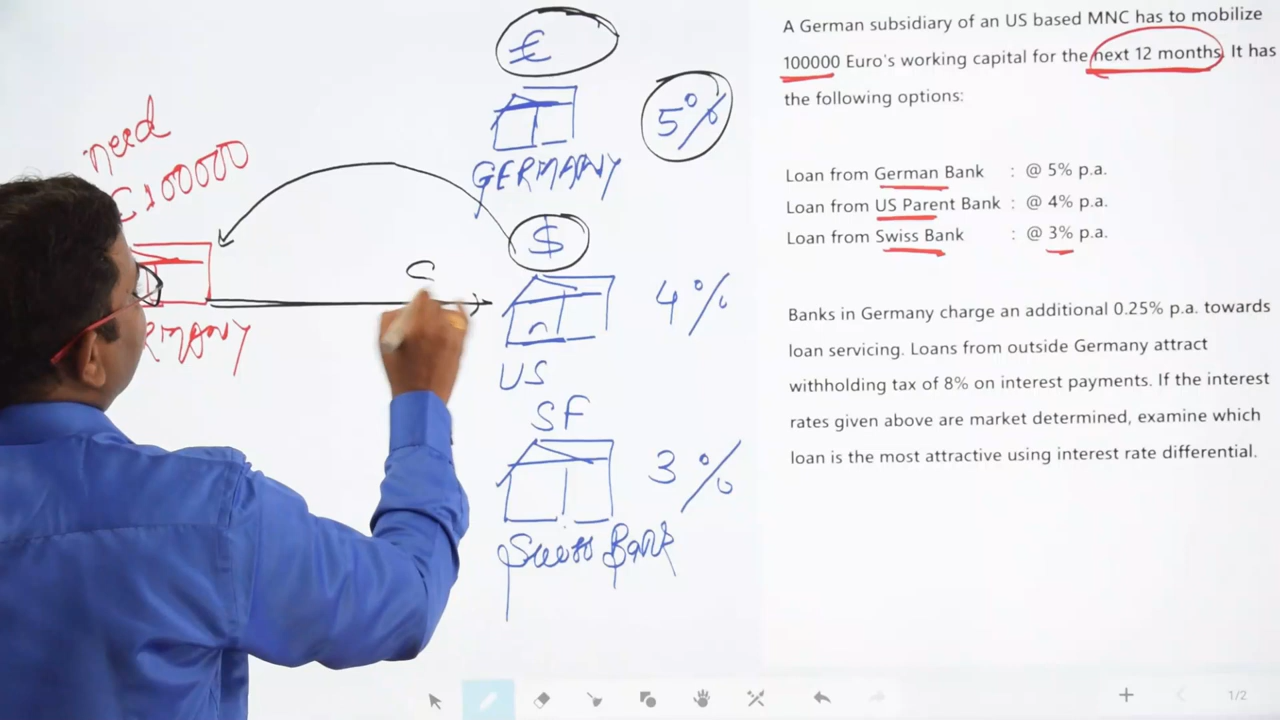 need
€100000
RMANY
€
5%
GERMANY
$
4%
US
SF
3%
Swiss Bank
A German subsidiary of an US based MNC has to mobilize
100000 Euro's working capital for the next 12 months. It has
the following options:
Loan from German Bank : @ 5% p.a.
Loan from US Parent Bank : @ 4% p.a.
Loan from Swiss Bank : @ 3% p.a.
Banks in Germany charge an additional 0.25% p.a. towards
loan servicing. Loans from outside Germany attract
withholding tax of 8% on interest payments. If the interest
rates given above are market determined, examine which
loan is the most attractive using interest rate differential.
1/2